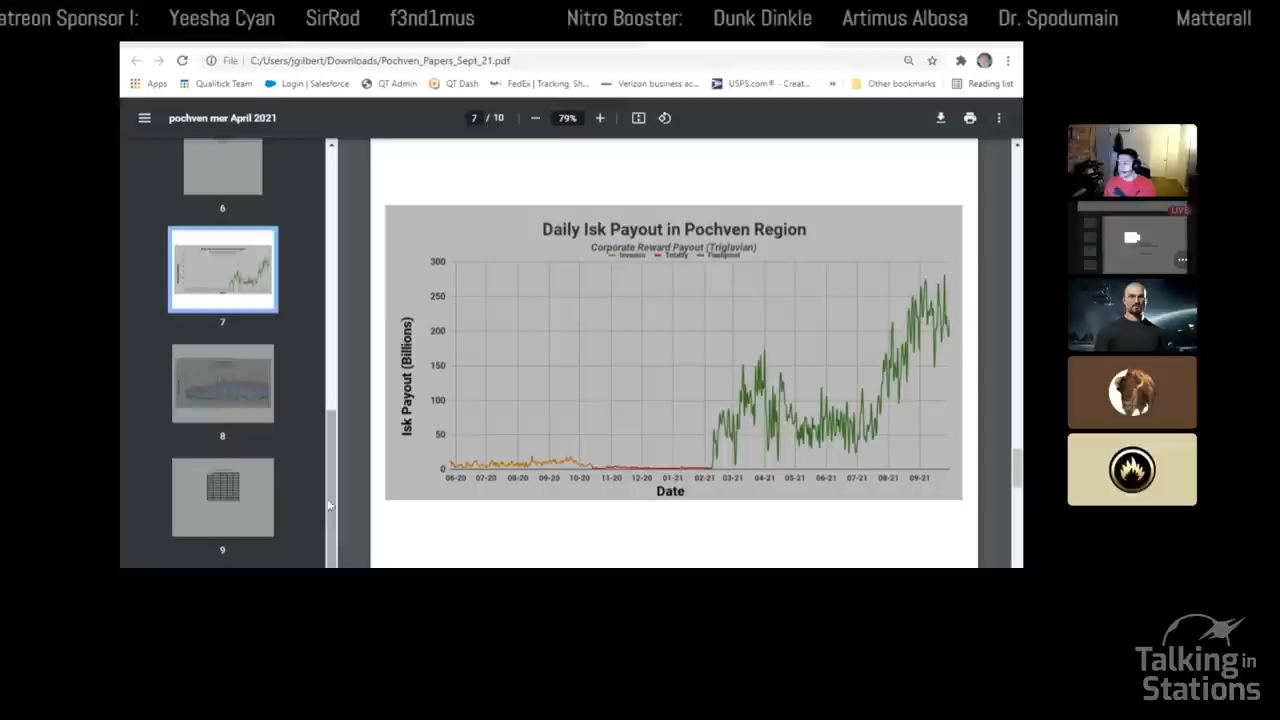 atreon Sponsor I: Yeesha Cyan SirRod f3nd1mus Nitro Booster: Dunk Dinkle Artimus Albosa Dr. Spodumain Matterall
File C:/Users/jgilbert/Downloads/Pochven_Papers_Sept_21.pdf
Apps Qualitick Team Login | Salesforce QT Admin QT Dash FedEx | Tracking, Sh... Verizon business ac... USPS.com® - Creat... » Other bookmarks Reading list
pochven mer April 2021 7 / 10 79%
6
7
8
9
Daily Isk Payout in Pochven Region
Corporate Reward Payout (Triglavian)
Invasion Totality Flashpoint
Isk Payout (Billions)
300
250
200
150
100
50
0
06-20 07-20 08-20 09-20 10-20 11-20 12-20 01-21 02-21 03-21 04-21 05-21 06-21 07-21 08-21 09-21
Date
LIVE
Talking in
Stations